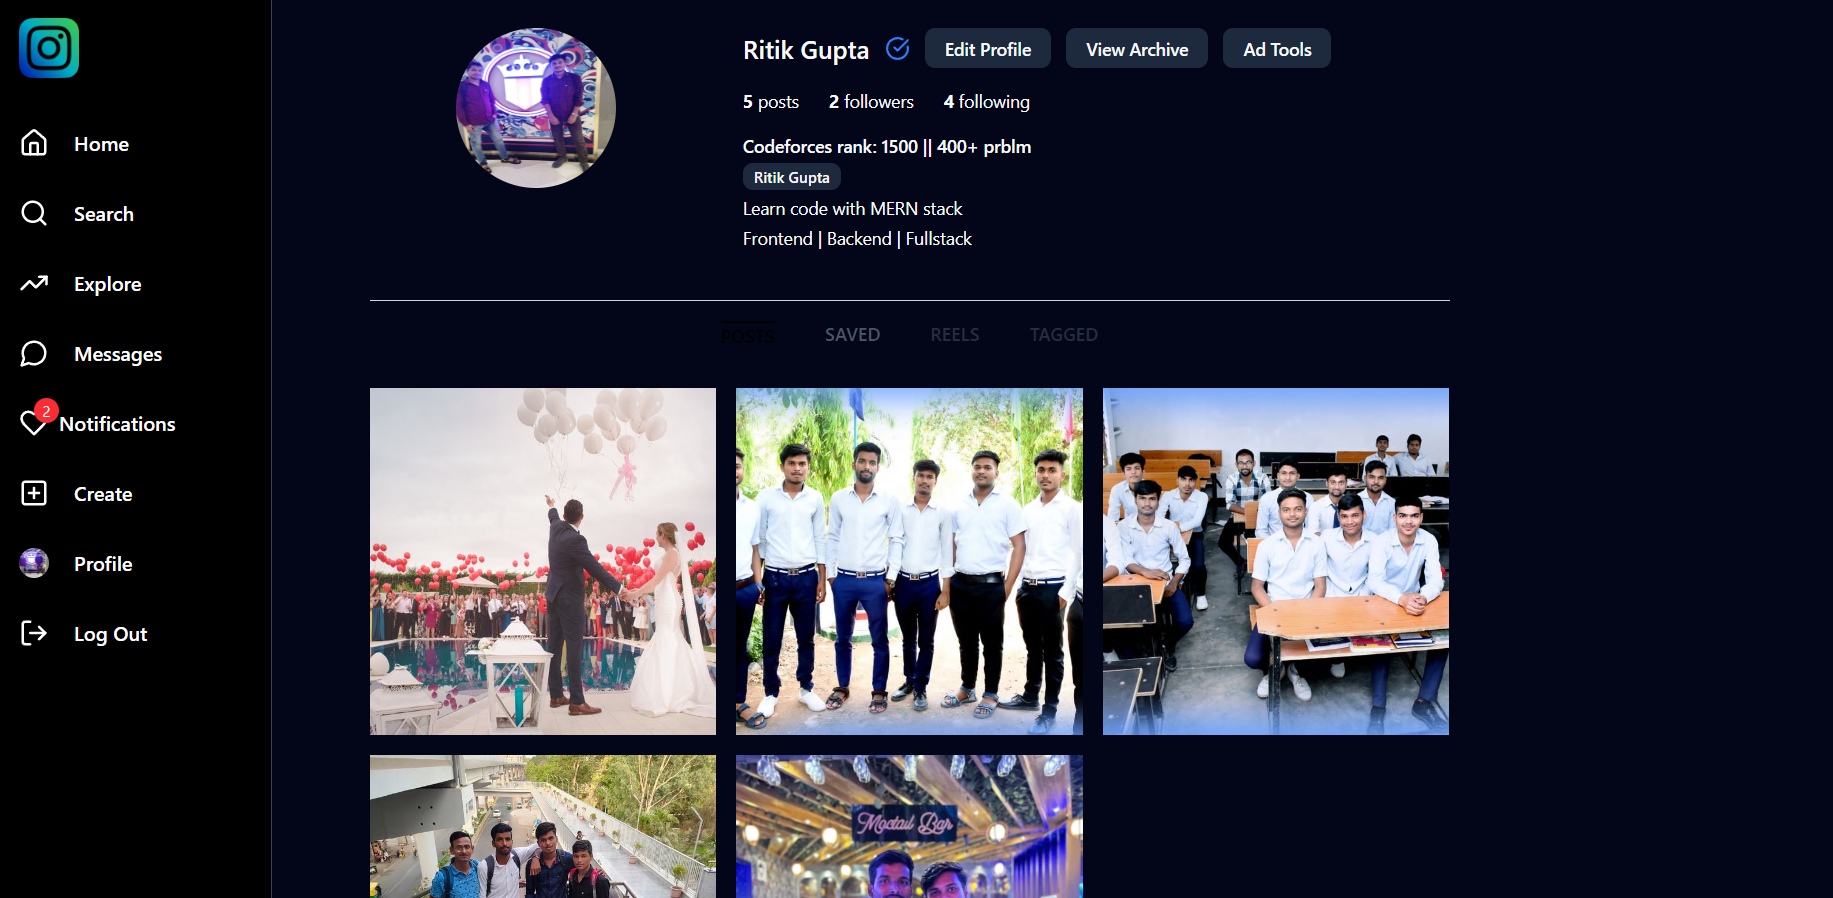 Home
Search
Explore
Messages
2
Notifications
Create
Profile
Log Out
Ritik Gupta Edit Profile View Archive Ad Tools
5 posts 2 followers 4 following
Codeforces rank: 1500 || 400+ prblm
Ritik Gupta
Learn code with MERN stack
Frontend | Backend | Fullstack
POSTS SAVED REELS TAGGED
Moctail Bar